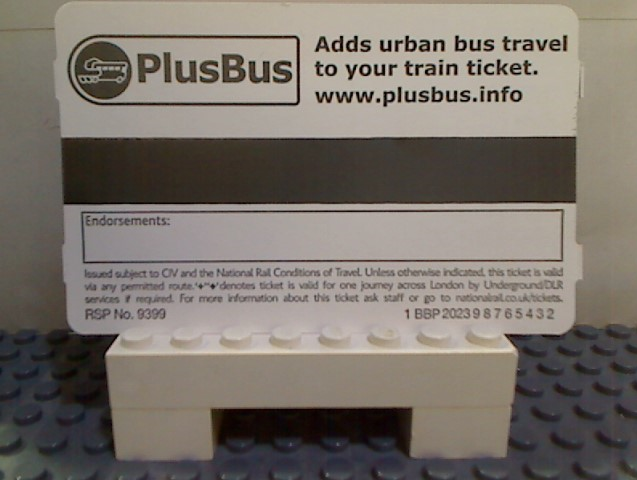 PlusBus
Adds urban bus travel
to your train ticket.
www.plusbus.info
Endorsements:
Issued subject to CIV and the National Rail Conditions of Travel. Unless otherwise indicated, this ticket is valid
via any permitted route. '✦'"✦' denotes ticket is valid for one journey across London by Underground/DLR
services if required. For more information about this ticket ask staff or go to nationalrail.co.uk/tickets.
RSP No. 9399
1 BBP 2023 9 8 7 6 5 4 3 2